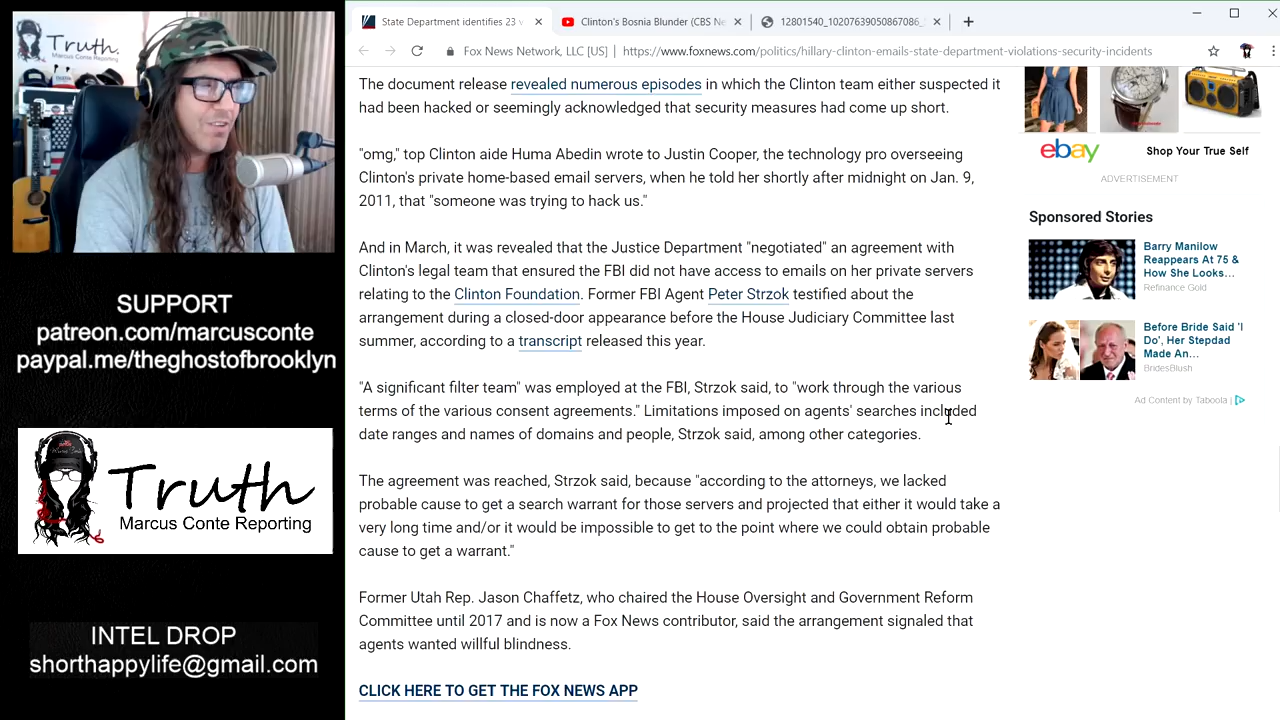 Truth.
Marcus Conte Reporting
SUPPORT
patreon.com/marcusconte
paypal.me/theghostofbrooklyn
Truth
Marcus Conte Reporting
INTEL DROP
shorthappylife@gmail.com
State Department identifies 23 v
Clinton's Bosnia Blunder (CBS Ne
12801540_10207639050867086_
Fox News Network, LLC [US] | https://www.foxnews.com/politics/hillary-clinton-emails-state-department-violations-security-incidents
The document release revealed numerous episodes in which the Clinton team either suspected it
had been hacked or seemingly acknowledged that security measures had come up short.
"omg," top Clinton aide Huma Abedin wrote to Justin Cooper, the technology pro overseeing
Clinton's private home-based email servers, when he told her shortly after midnight on Jan. 9,
2011, that "someone was trying to hack us."
And in March, it was revealed that the Justice Department "negotiated" an agreement with
Clinton's legal team that ensured the FBI did not have access to emails on her private servers
relating to the Clinton Foundation. Former FBI Agent Peter Strzok testified about the
arrangement during a closed-door appearance before the House Judiciary Committee last
summer, according to a transcript released this year.
"A significant filter team" was employed at the FBI, Strzok said, to "work through the various
terms of the various consent agreements." Limitations imposed on agents' searches included
date ranges and names of domains and people, Strzok said, among other categories.
The agreement was reached, Strzok said, because "according to the attorneys, we lacked
probable cause to get a search warrant for those servers and projected that either it would take a
very long time and/or it would be impossible to get to the point where we could obtain probable
cause to get a warrant."
Former Utah Rep. Jason Chaffetz, who chaired the House Oversight and Government Reform
Committee until 2017 and is now a Fox News contributor, said the arrangement signaled that
agents wanted willful blindness.
CLICK HERE TO GET THE FOX NEWS APP
ebay
Shop Your True Self
ADVERTISEMENT
Sponsored Stories
Barry Manilow
Reappears At 75 &
How She Looks...
Refinance Gold
Before Bride Said 'I
Do', Her Stepdad
Made An...
BridesBlush
Ad Content by Taboola |